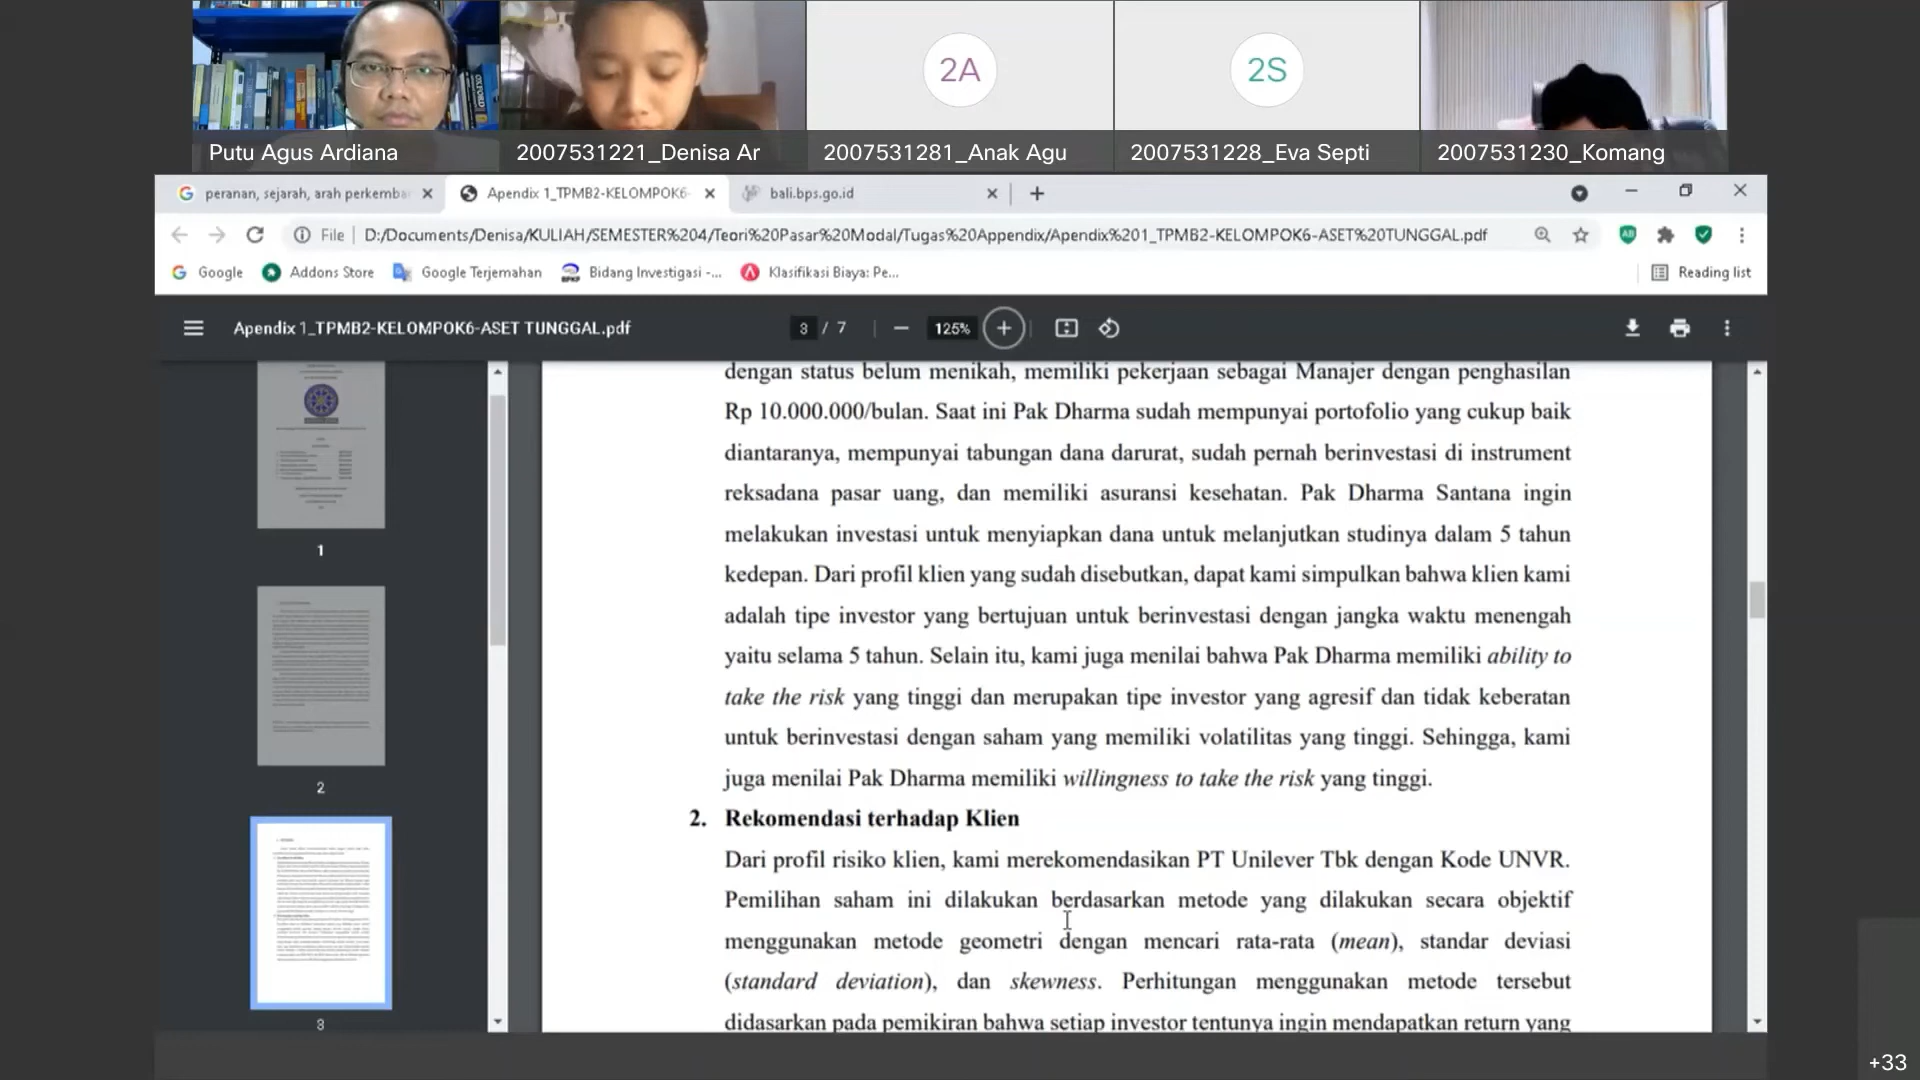 2A
2S
Putu Agus Ardiana
2007531221_Denisa Ar
2007531281_Anak Agu
2007531228_Eva Septi
2007531230_Komang
peranan, sejarah, arah perkemba
Apendix 1_TPMB2-KELOMPOK6-
bali.bps.go.id
File
D:/Documents/Denisa/KULIAH/SEMESTER%204/Teori%20Pasar%20Modal/Tugas%20Appendix/Apendix%201_TPMB2-KELOMPOK6-ASET%20TUNGGAL.pdf
Google
Addons Store
Google Terjemahan
Bidang Investigasi -...
Klasifikasi Biaya: Pe...
Reading list
Apendix 1_TPMB2-KELOMPOK6-ASET TUNGGAL.pdf
3 / 7
125%
1
2
3
dengan status belum menikah, memiliki pekerjaan sebagai Manajer dengan penghasilan
Rp 10.000.000/bulan. Saat ini Pak Dharma sudah mempunyai portofolio yang cukup baik
diantaranya, mempunyai tabungan dana darurat, sudah pernah berinvestasi di instrument
reksadana pasar uang, dan memiliki asuransi kesehatan. Pak Dharma Santana ingin
melakukan investasi untuk menyiapkan dana untuk melanjutkan studinya dalam 5 tahun
kedepan. Dari profil klien yang sudah disebutkan, dapat kami simpulkan bahwa klien kami
adalah tipe investor yang bertujuan untuk berinvestasi dengan jangka waktu menengah
yaitu selama 5 tahun. Selain itu, kami juga menilai bahwa Pak Dharma memiliki ability to
take the risk yang tinggi dan merupakan tipe investor yang agresif dan tidak keberatan
untuk berinvestasi dengan saham yang memiliki volatilitas yang tinggi. Sehingga, kami
juga menilai Pak Dharma memiliki willingness to take the risk yang tinggi.
2. Rekomendasi terhadap Klien
Dari profil risiko klien, kami merekomendasikan PT Unilever Tbk dengan Kode UNVR.
Pemilihan saham ini dilakukan berdasarkan metode yang dilakukan secara objektif
menggunakan metode geometri dengan mencari rata-rata (mean), standar deviasi
(standard deviation), dan skewness. Perhitungan menggunakan metode tersebut
didasarkan pada pemikiran bahwa setiap investor tentunya ingin mendapatkan return yang
+33